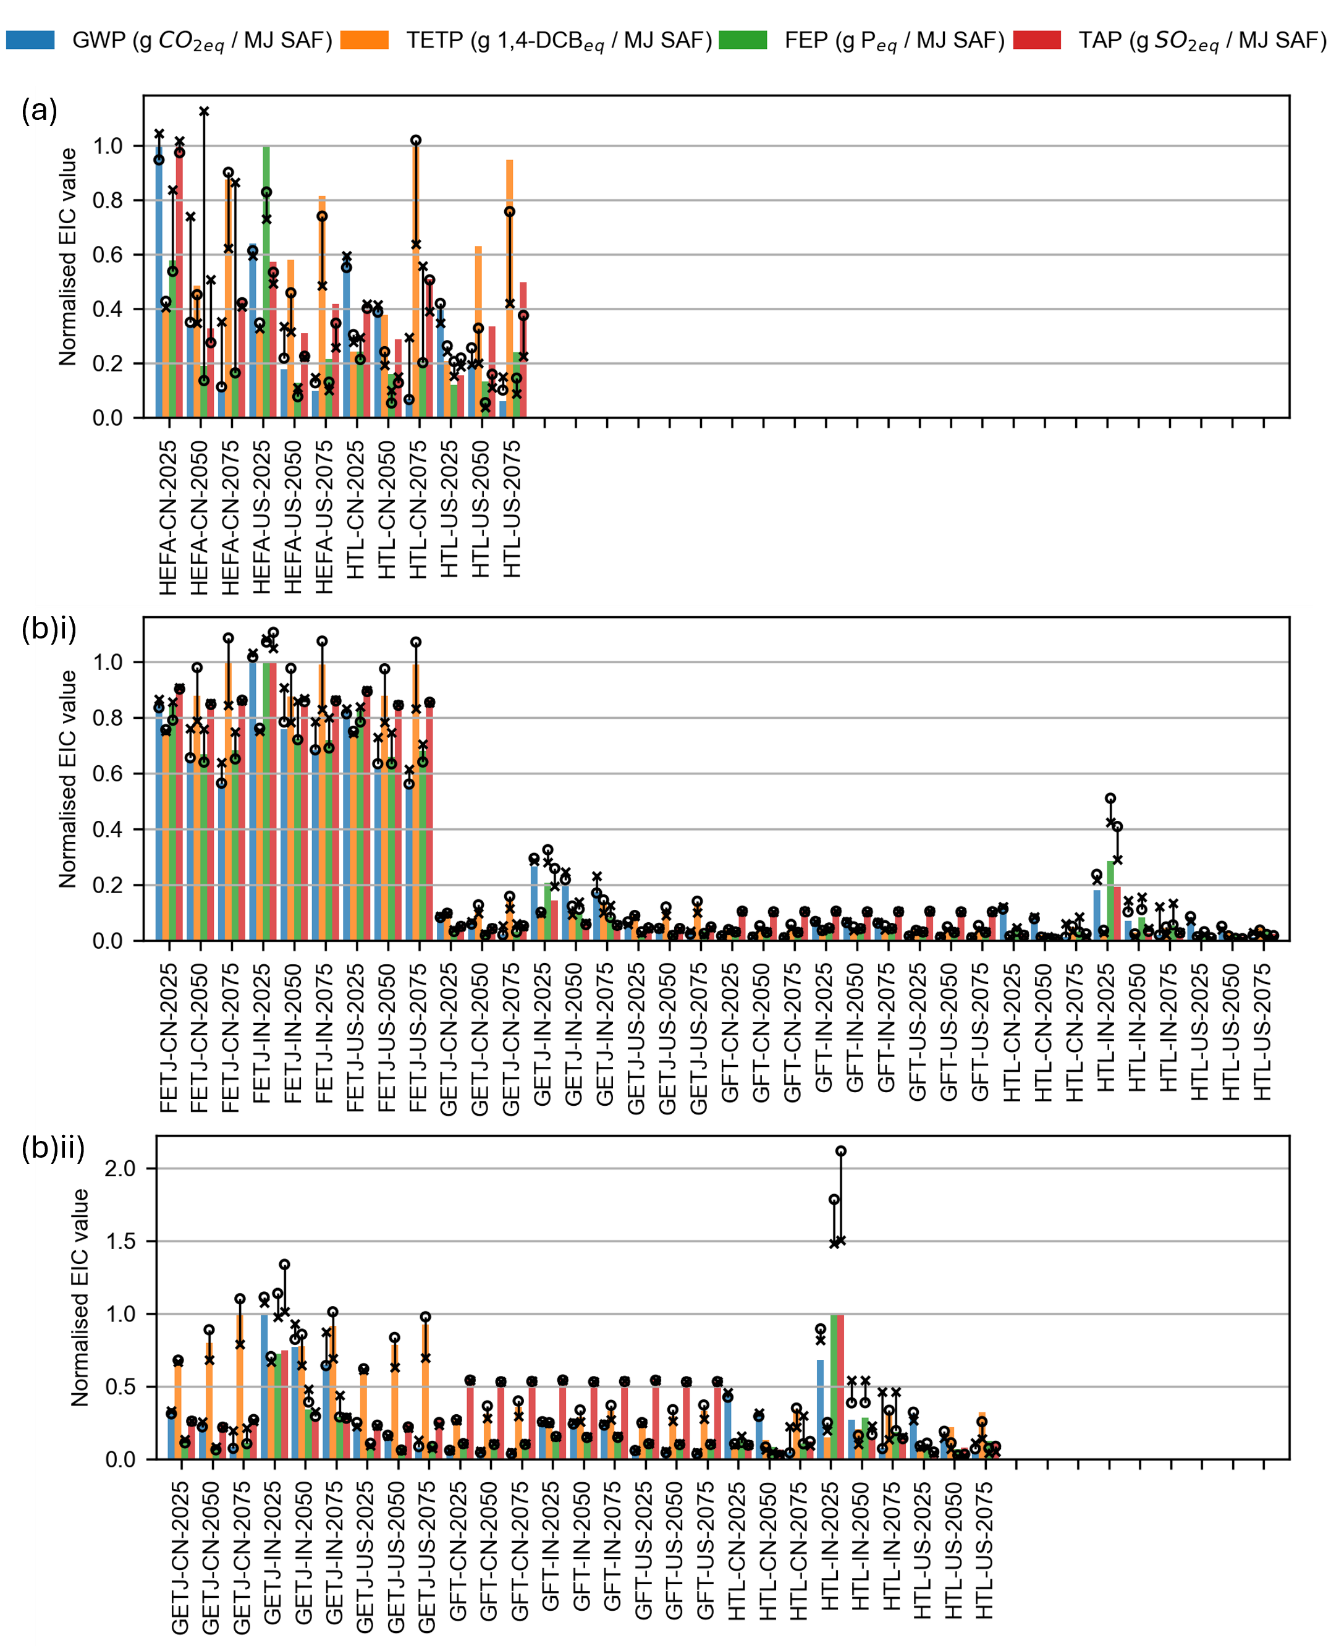 GWP (g CO2eq / MJ SAF) TETP (g 1,4-DCBeq / MJ SAF) FEP (g Peq / MJ SAF) TAP (g SO2eq / MJ SAF)
(a)
Normalised EIC value
1.0
0.8
0.6
0.4
0.2
0.0
HEFA-CN-2025
HEFA-CN-2050
HEFA-CN-2075
HEFA-US-2025
HEFA-US-2050
HEFA-US-2075
HTL-CN-2025
HTL-CN-2050
HTL-CN-2075
HTL-US-2025
HTL-US-2050
HTL-US-2075
(b)i)
Normalised EIC value
1.0
0.8
0.6
0.4
0.2
0.0
FETJ-CN-2025
FETJ-CN-2050
FETJ-CN-2075
FETJ-IN-2025
FETJ-IN-2050
FETJ-IN-2075
FETJ-US-2025
FETJ-US-2050
FETJ-US-2075
GETJ-CN-2025
GETJ-CN-2050
GETJ-CN-2075
GETJ-IN-2025
GETJ-IN-2050
GETJ-IN-2075
GETJ-US-2025
GETJ-US-2050
GETJ-US-2075
GFT-CN-2025
GFT-CN-2050
GFT-CN-2075
GFT-IN-2025
GFT-IN-2050
GFT-IN-2075
GFT-US-2025
GFT-US-2050
GFT-US-2075
HTL-CN-2025
HTL-CN-2050
HTL-CN-2075
HTL-IN-2025
HTL-IN-2050
HTL-IN-2075
HTL-US-2025
HTL-US-2050
HTL-US-2075
(b)ii)
Normalised EIC value
2.0
1.5
1.0
0.5
0.0
GETJ-CN-2025
GETJ-CN-2050
GETJ-CN-2075
GETJ-IN-2025
GETJ-IN-2050
GETJ-IN-2075
GETJ-US-2025
GETJ-US-2050
GETJ-US-2075
GFT-CN-2025
GFT-CN-2050
GFT-CN-2075
GFT-IN-2025
GFT-IN-2050
GFT-IN-2075
GFT-US-2025
GFT-US-2050
GFT-US-2075
HTL-CN-2025
HTL-CN-2050
HTL-CN-2075
HTL-IN-2025
HTL-IN-2050
HTL-IN-2075
HTL-US-2025
HTL-US-2050
HTL-US-2075